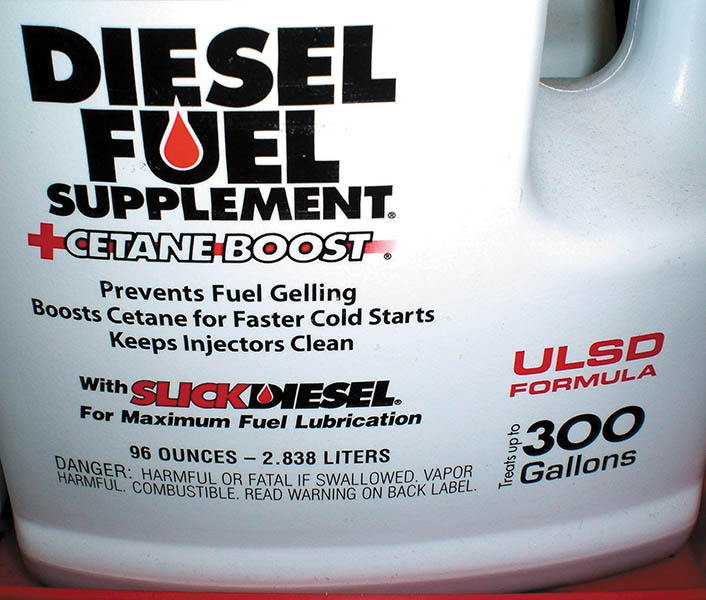 DIESEL
FUEL
SUPPLEMENT®
+CETANE BOOST®
Prevents Fuel Gelling
Boosts Cetane for Faster Cold Starts
Keeps Injectors Clean
With SLICKDIESEL®
For Maximum Fuel Lubrication
96 OUNCES – 2.838 LITERS
DANGER: HARMFUL OR FATAL IF SWALLOWED. VAPOR
HARMFUL. COMBUSTIBLE. READ WARNING ON BACK LABEL.
ULSD
FORMULA
Treats up to
300
Gallons